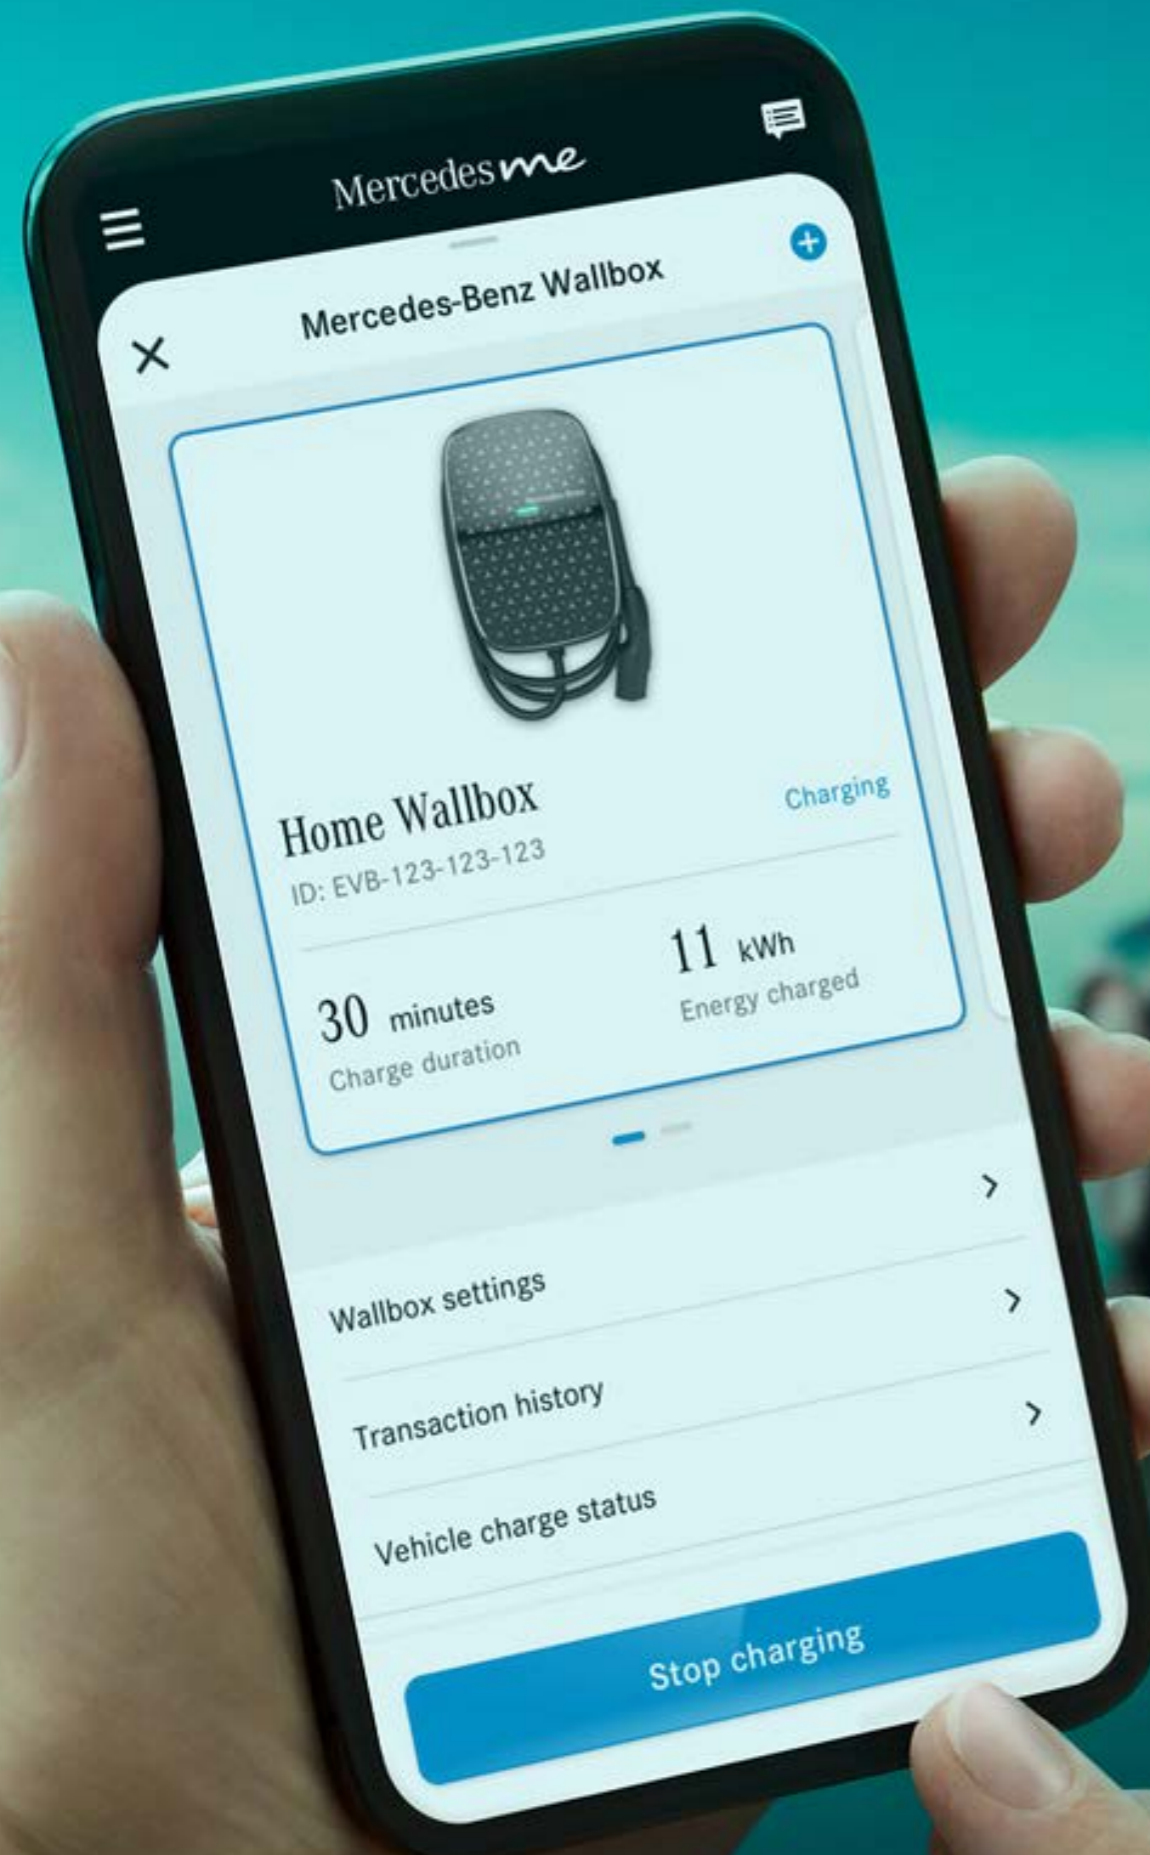 Mercedes me
Mercedes-Benz Wallbox
Home Wallbox
Charging
ID: EVB-123-123-123
30 minutes
11 kWh
Charge duration
Energy charged
Wallbox settings
Transaction history
Vehicle charge status
Stop charging